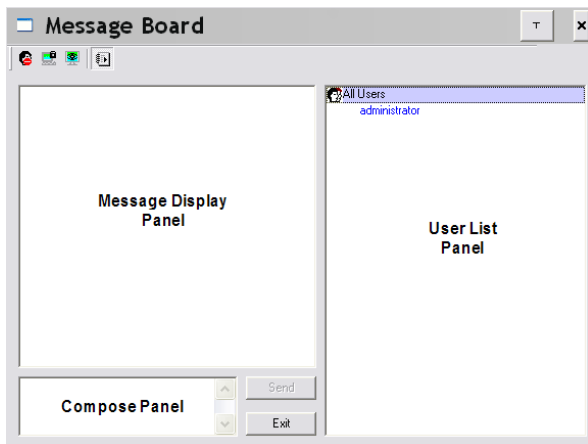 Message Board
T
x
All Users
administrator
Message Display
Panel
User List
Panel
Compose Panel
Send
Exit